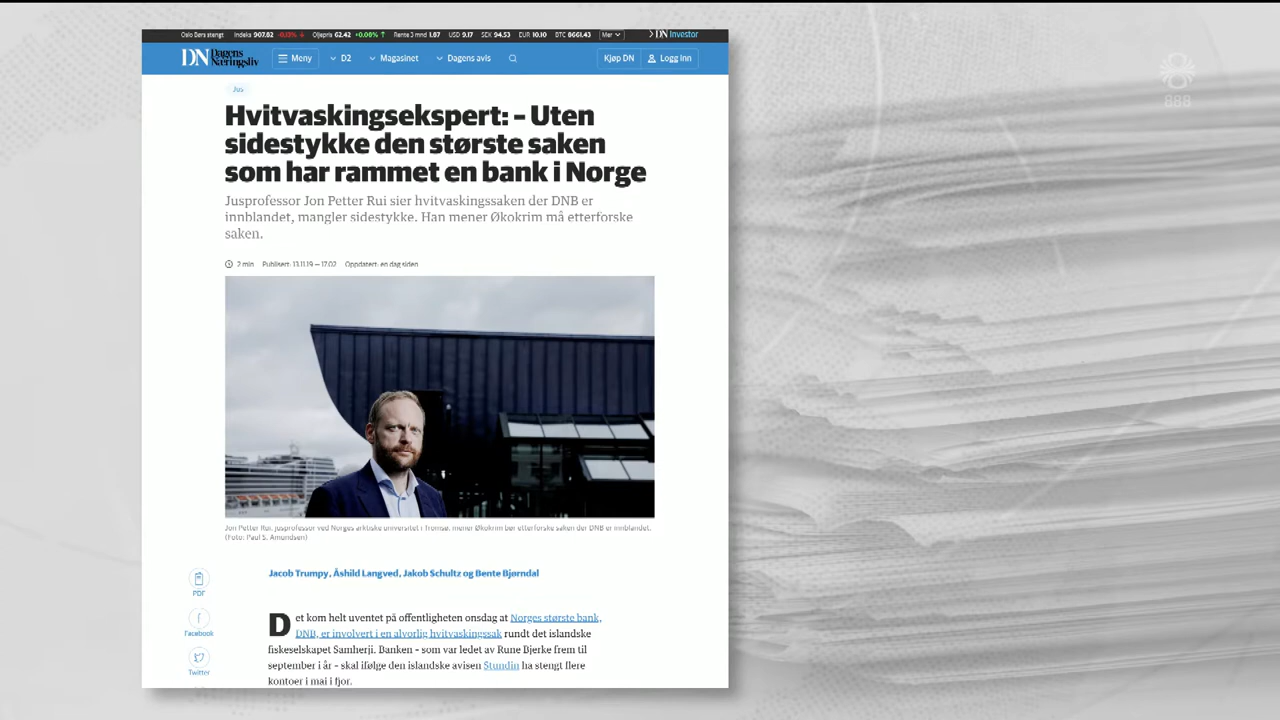 Oslo Børs stengt Indeks 907.82 -0,13% ↓ Oljepris 62.42 +0.08% ↑ Rente 3 mnd 1.87 USD 9.17 SEK 94.53 EUR 10.10 BTC 8661.43 Mer DN Investor
DN Dagens Næringsliv Meny D2 Magasinet Dagens avis Kjøp DN Logg inn
Jus
Hvitvaskingsekspert: – Uten
sidestykke den største saken
som har rammet en bank i Norge
Jusprofessor Jon Petter Rui sier hvitvaskingssaken der DNB er
innblandet, mangler sidestykke. Han mener Økokrim må etterforske
saken.
2 min Publisert: 13.11.19 — 17.02 Oppdatert: en dag siden
Jon Petter Rui, jusprofessor ved Norges arktiske universitet i Tromsø, mener Økokrim bør etterforske saken der DNB er innblandet.
(Foto: Paul S. Amundsen)
Jacob Trumpy, Åshild Langved, Jakob Schultz og Bente Bjørndal
Det kom helt uventet på offentligheten onsdag at Norges største bank,
DNB, er involvert i en alvorlig hvitvaskingssak rundt det islandske
fiskeselskapet Samherji. Banken – som var ledet av Rune Bjerke frem til
september i år – skal ifølge den islandske avisen Stundin ha stengt flere
kontoer i mai i fjor.
PDF
Facebook
Twitter
888